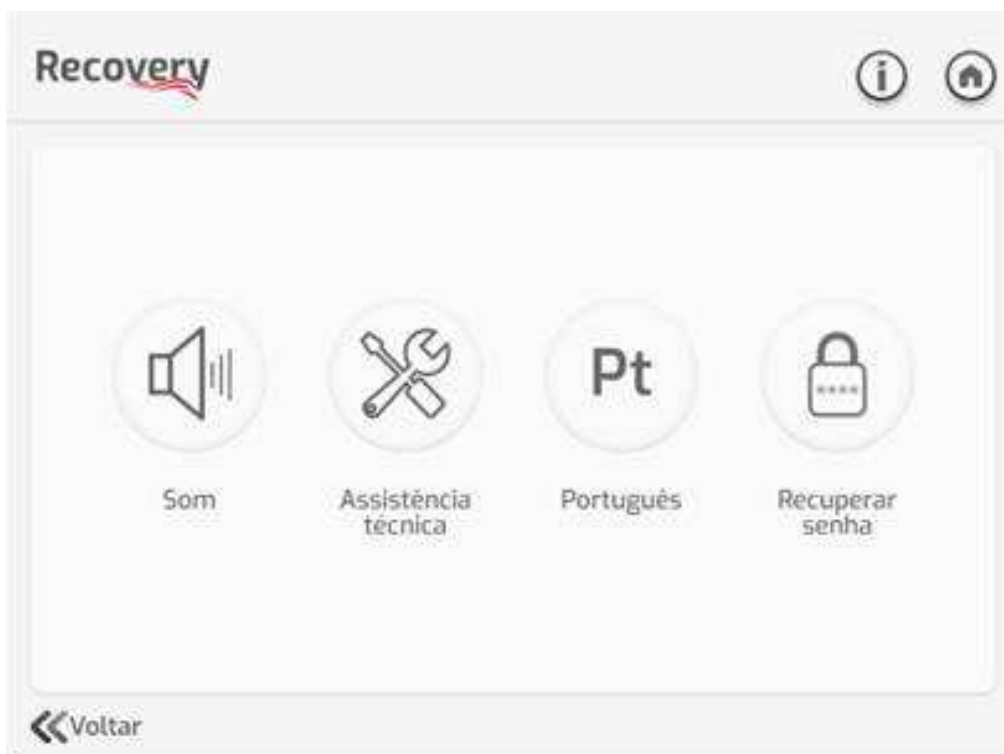 Recovery
i
Pt
****
Som
Assistência
técnica
Português
Recuperar
senha
Voltar